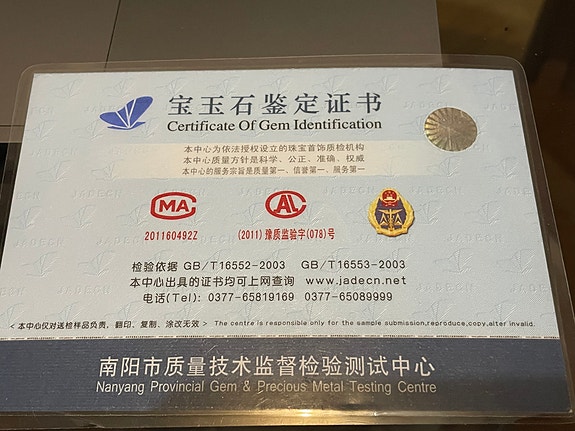 宝玉石鉴定证书
Certificate Of Gem Identification
本中心为依法授权设立的珠宝首饰质检机构
本中心质量方针是科学、公正、准确、权威
本中心的服务宗旨是质量第一、信誉第一、服务第一
CMA CAL
201160492Z (2011)豫质监验字(078)号
检验依据 GB/T16552-2003 GB/T16553-2003
本中心出具的证书均可上网查询 www.jadecn.net
电话(Tel): 0377-65819169 0377-65089999
<本中心仅对送检样品负责，翻印、复制、涂改无效> The centre is responsible only for the sample submission,reproduce,copy,alter invalid.
南阳市质量技术监督检验测试中心
Nanyang Provincial Gem & Precious Metal Testing Centre